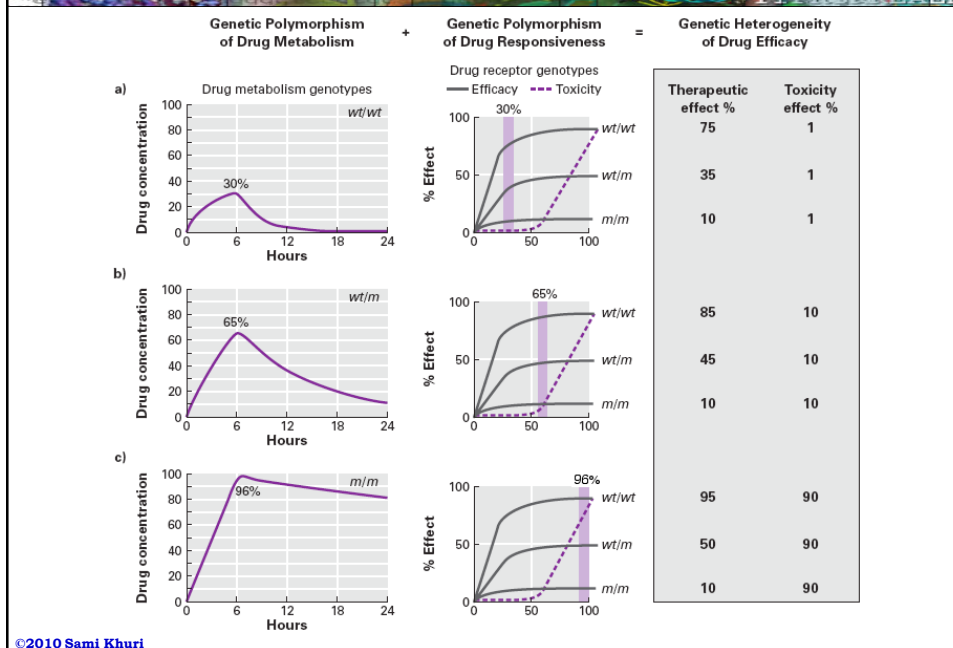 Genetic Polymorphism
of Drug Metabolism
+
Genetic Polymorphism
of Drug Responsiveness
=
Genetic Heterogeneity
of Drug Efficacy
a)
Drug metabolism genotypes
Drug concentration
100
80
60
40
20
0
wt/wt
30%
0 6 12 18 24
Hours
Drug receptor genotypes
Efficacy Toxicity
30%
% Effect
100
50
0
wt/wt
wt/m
m/m
0 50 100
Therapeutic
effect %
Toxicity
effect %
75 1
35 1
10 1
b)
Drug concentration
100
80
60
40
20
0
wt/m
65%
0 6 12 18 24
Hours
65%
% Effect
100
50
0
wt/wt
wt/m
m/m
0 50 100
85 10
45 10
10 10
c)
Drug concentration
100
80
60
40
20
0
m/m
96%
0 6 12 18 24
Hours
96%
% Effect
100
50
0
wt/wt
wt/m
m/m
0 50 100
95 90
50 90
10 90
©2010 Sami Khuri